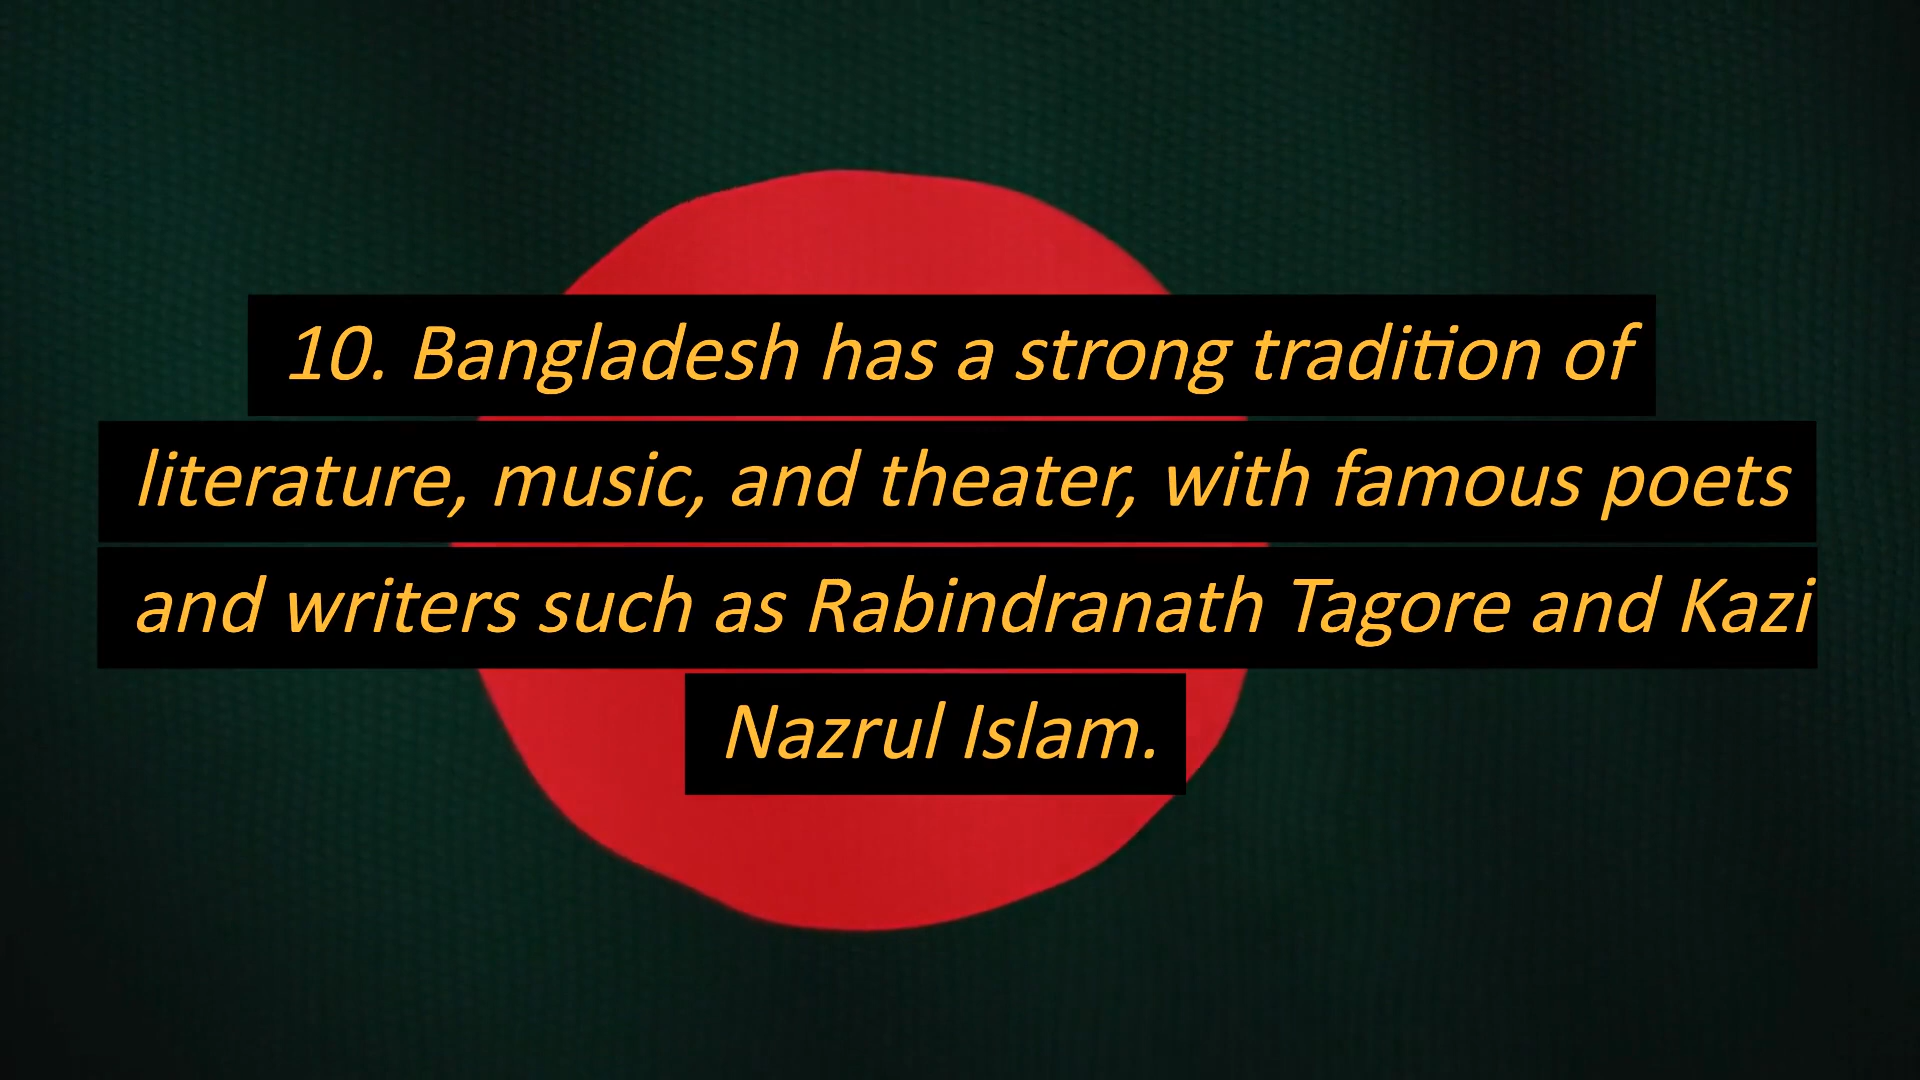 10. Bangladesh has a strong tradition of
literature, music, and theater, with famous poets
and writers such as Rabindranath Tagore and Kazi
Nazrul Islam.